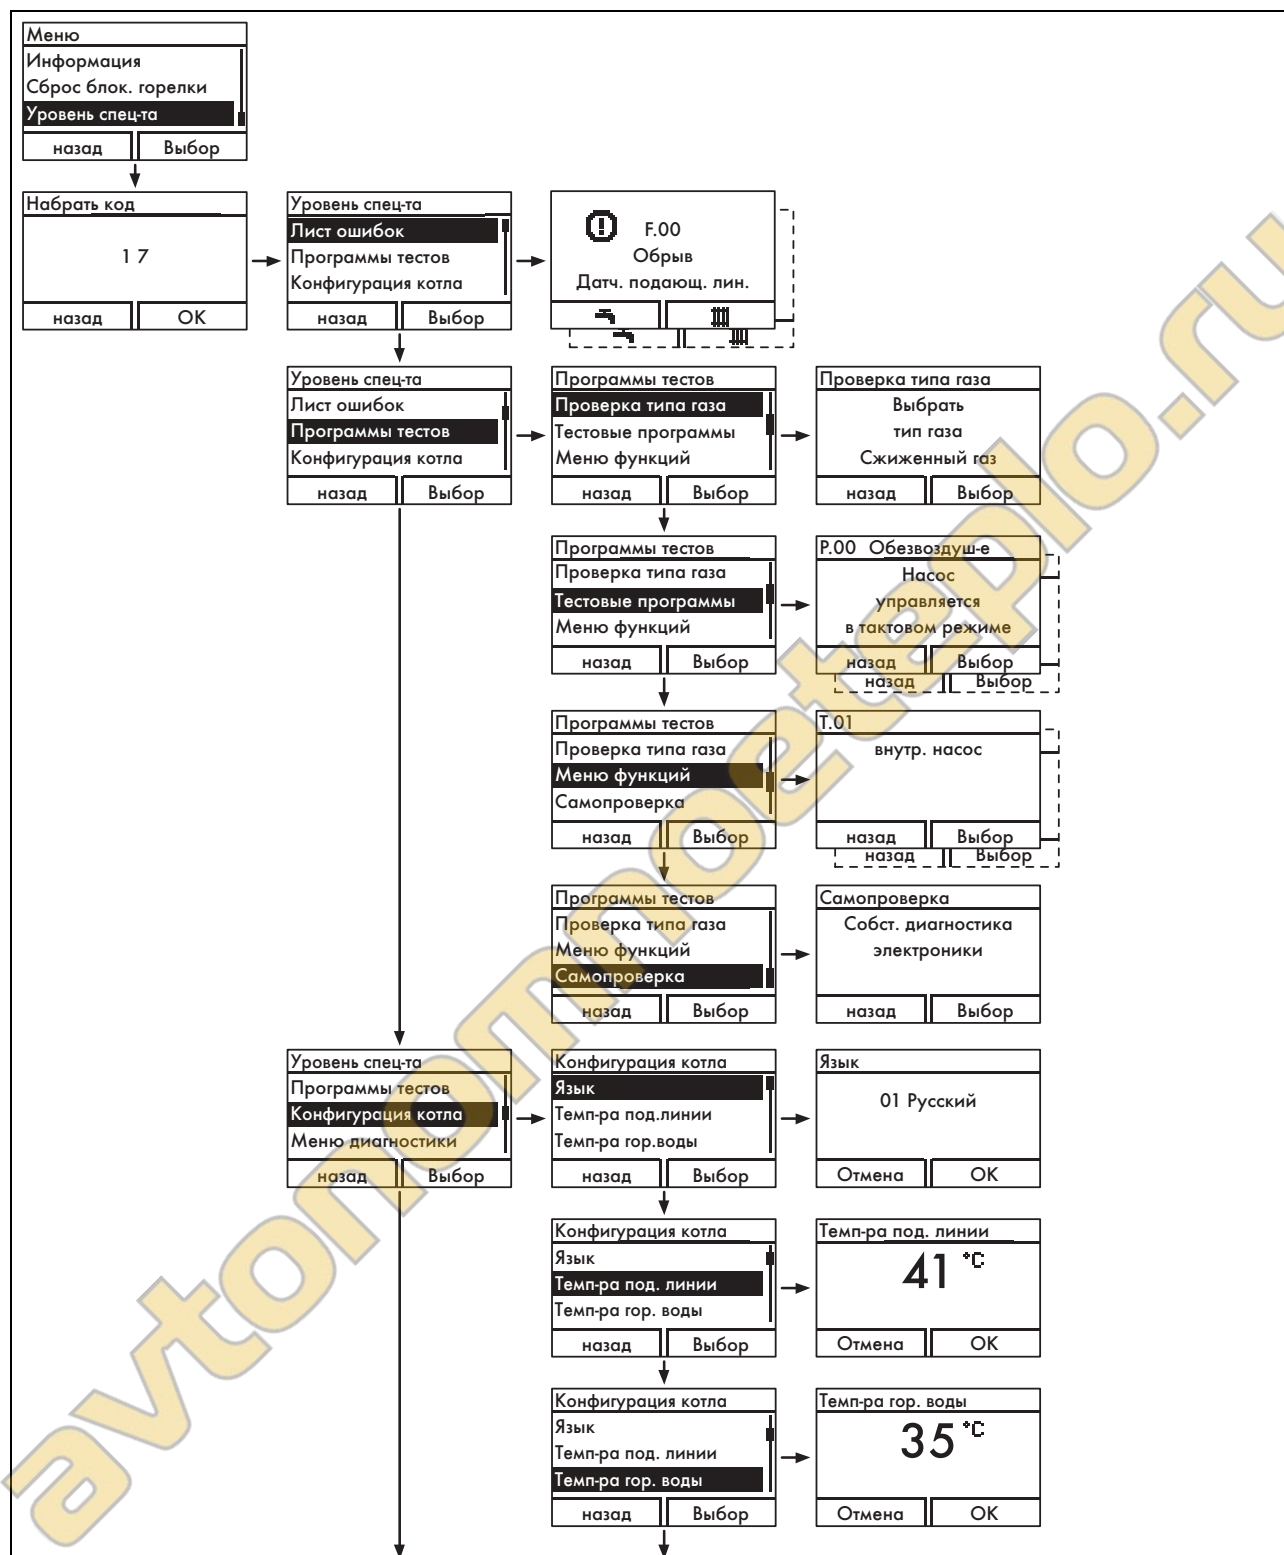 Меню
Информация
Сброс блок. горелки
Уровень спец-та
назад Выбор
Набрать код
1 7
назад OK
Уровень спец-та
Лист ошибок
Программы тестов
Конфигурация котла
назад Выбор
F.00
Обрыв
Датч. подающ. лин.
Уровень спец-та
Лист ошибок
Программы тестов
Конфигурация котла
назад Выбор
Программы тестов
Проверка типа газа
Тестовые программы
Меню функций
назад Выбор
Проверка типа газа
Выбрать
тип газа
Сжиженный газ
назад Выбор
Программы тестов
Проверка типа газа
Тестовые программы
Меню функций
назад Выбор
P.00 Обезвоздуш-е
Насос
управляется
в тактовом режиме
назад Выбор
назад Выбор
Программы тестов
Проверка типа газа
Меню функций
Самопроверка
назад Выбор
T.01
внутр. насос
назад Выбор
назад Выбор
Программы тестов
Проверка типа газа
Меню функций
Самопроверка
назад Выбор
Самопроверка
Собст. диагностика
электроники
назад Выбор
Уровень спец-та
Программы тестов
Конфигурация котла
Меню диагностики
назад Выбор
Конфигурация котла
Язык
Темп-ра под.линии
Темп-ра гор.воды
назад Выбор
Язык
01 Русский
Отмена OK
Конфигурация котла
Язык
Темп-ра под. линии
Темп-ра гор. воды
назад Выбор
Темп-ра под. линии
41 °C
Отмена OK
Конфигурация котла
Язык
Темп-ра под. линии
Темп-ра гор. воды
назад Выбор
Темп-ра гор. воды
35 °C
Отмена OK
avtonomnoeteplo.ru